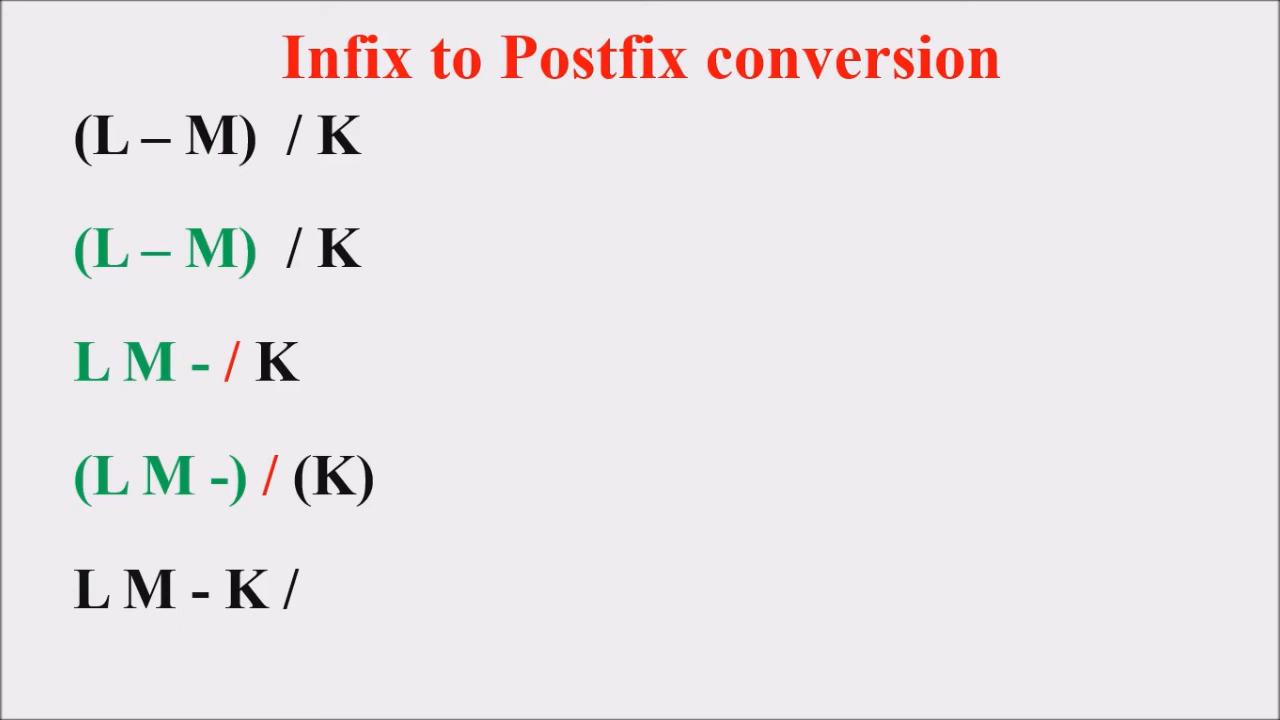 Infix to Postfix conversion
(L – M) / K
(L – M) / K
L M - / K
(L M -) / (K)
L M - K /